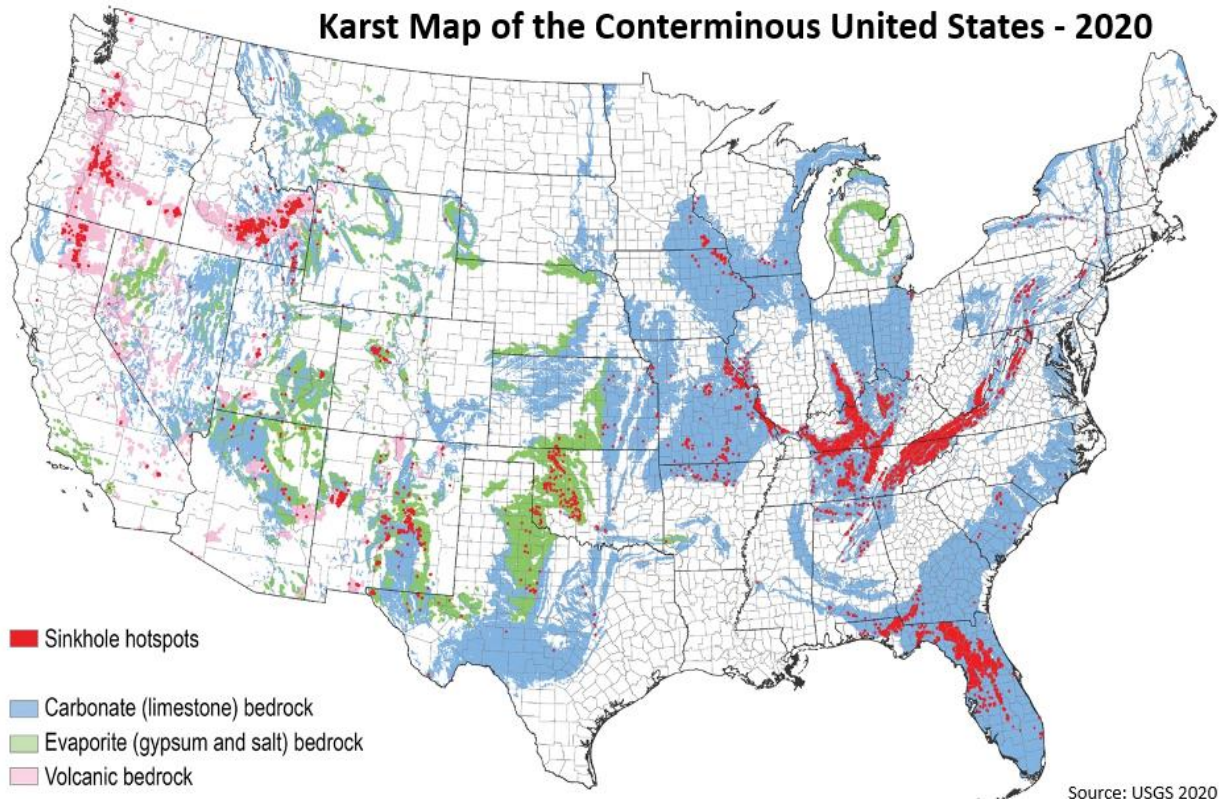 Karst Map of the Conterminous United States - 2020
Sinkhole hotspots
Carbonate (limestone) bedrock
Evaporite (gypsum and salt) bedrock
Volcanic bedrock
Source: USGS 2020